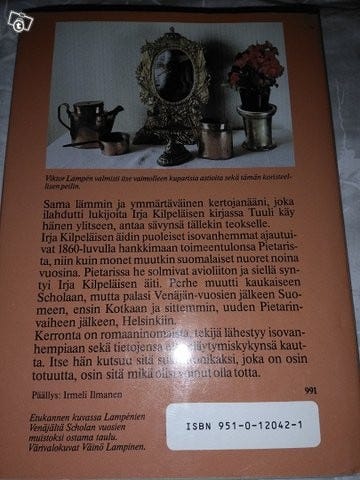 Viktor Lampén valmisti itse vaimolleen kuparisia astioita sekä tämän koristeel-
lisen peilin.
Sama lämmin ja ymmärtäväinen kertojanääni, joka
ilahdutti lukijoita Irja Kilpeläisen kirjassa Tuuli käy
hänen ylitseen, antaa sävynsä tällekin teokselle.
Irja Kilpeläisen äidin puoleiset isovanhemmat ajautui-
vat 1860-luvulla hankkimaan toimeentulonsa Pietaris-
ta, niin kuin monet muutkin suomalaiset nuoret noina
vuosina. Pietarissa he solmivat avioliiton ja siellä syn-
tyi Irja Kilpeläisen äiti. Perhe muutti kaukaiseen
Scholaan, mutta palasi Venäjän-vuosien jälkeen Suo-
meen, ensin Kotkaan ja sittemmin, uuden Pietarin-
vaiheen jälkeen, Helsinkiin.
Kerronta on romaaninomaista, tekijä lähestyy isovan-
hempiaan sekä tietojensa että eläytymiskykynsä kaut-
ta. Itse hän kutsuu sitä sukukronikaksi, joka on osin
totuutta, osin sitä mikä olisi voinut olla totta.
Päällys: Irmeli Ilmanen
991
Etukannen kuvassa Lampénien
Venäjältä Scholan vuosien
muistoksi ostama taulu.
Värivalokuvat Väinö Lampinen.
ISBN 951-0-12042-1